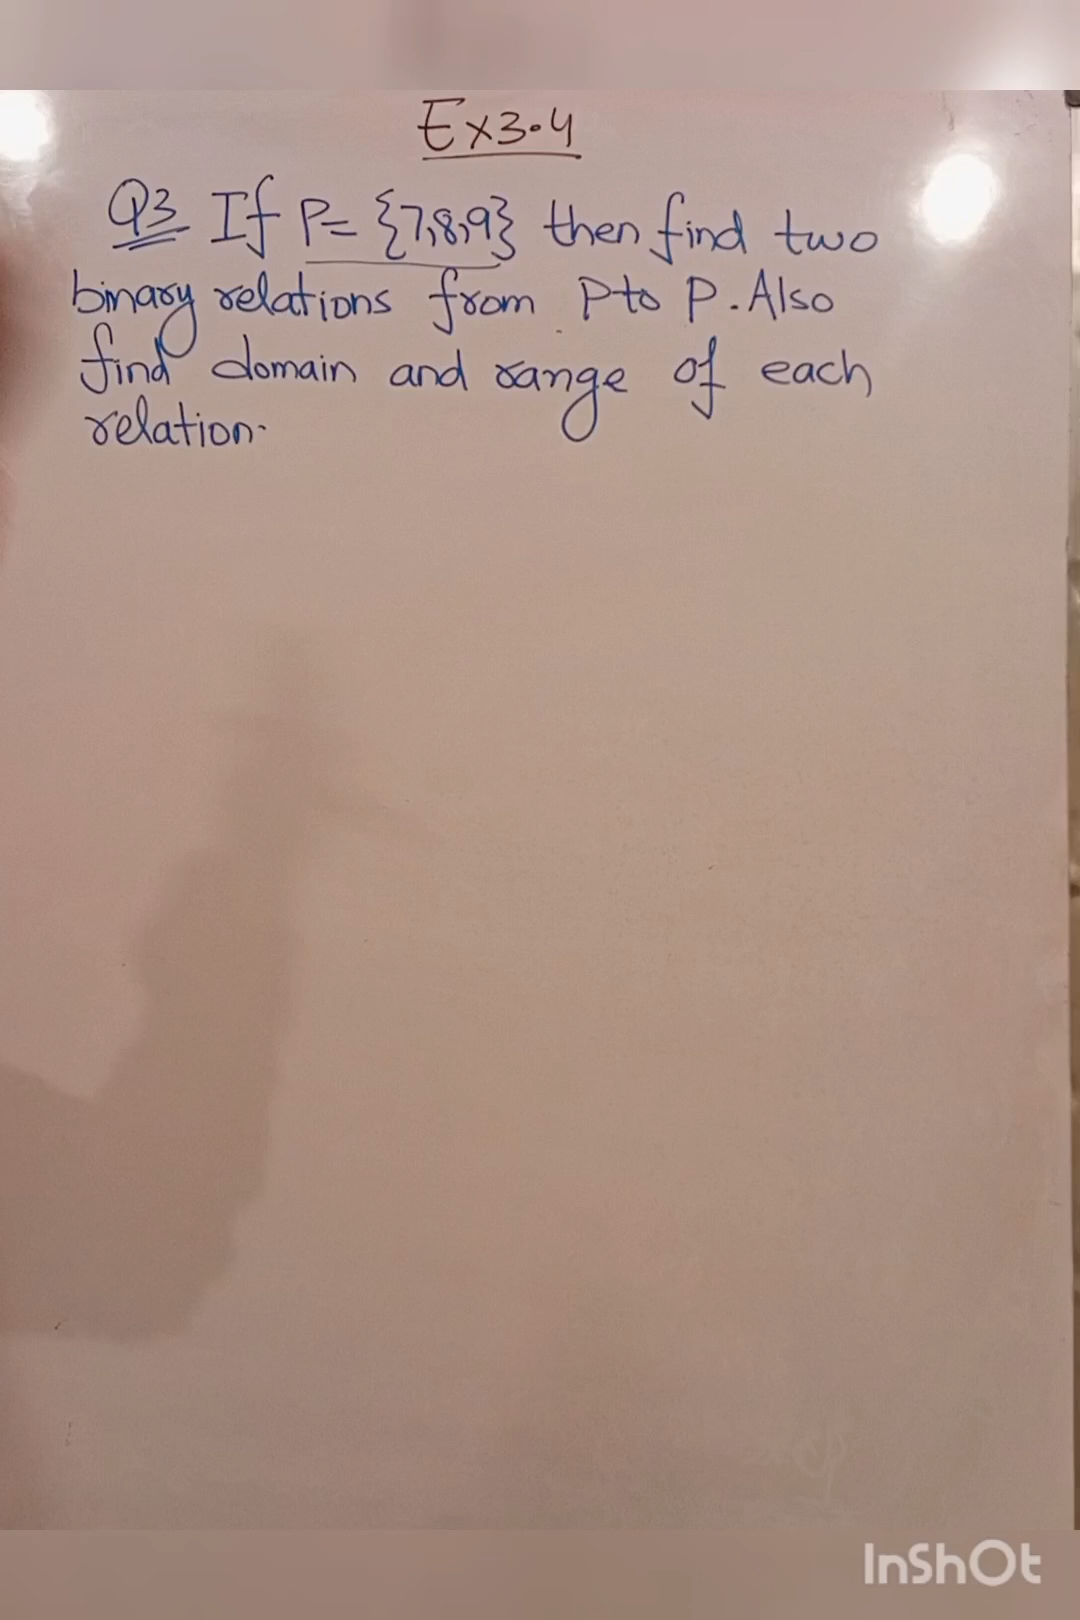 Ex3.4
Q3 If P= {7,8,9} then find two
binary relations from P to P. Also
find domain and range of each
relation.
InShOt